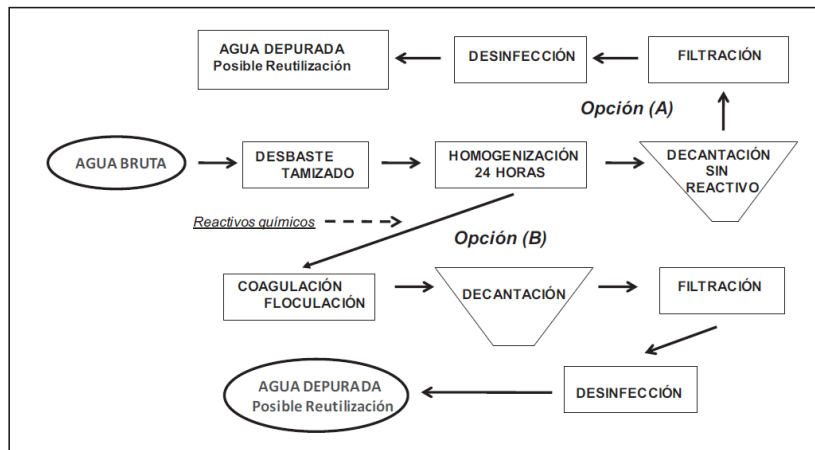 AGUA DEPURADA
Posible Reutilización
DESINFECCIÓN
FILTRACIÓN
Opción (A)
AGUA BRUTA
DESBASTE
TAMIZADO
HOMOGENIZACIÓN
24 HORAS
DECANTACIÓN
SIN
REACTIVO
Reactivos químicos
Opción (B)
COAGULACIÓN
FLOCULACIÓN
DECANTACIÓN
FILTRACIÓN
AGUA DEPURADA
Posible Reutilización
DESINFECCIÓN